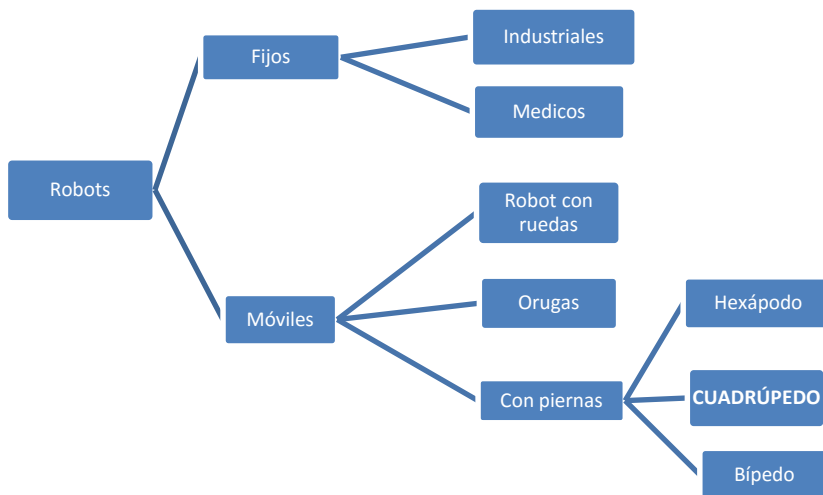 Robots
Fijos
Industriales
Medicos
Móviles
Robot con
ruedas
Orugas
Con piernas
Hexápodo
CUADRÚPEDO
Bípedo